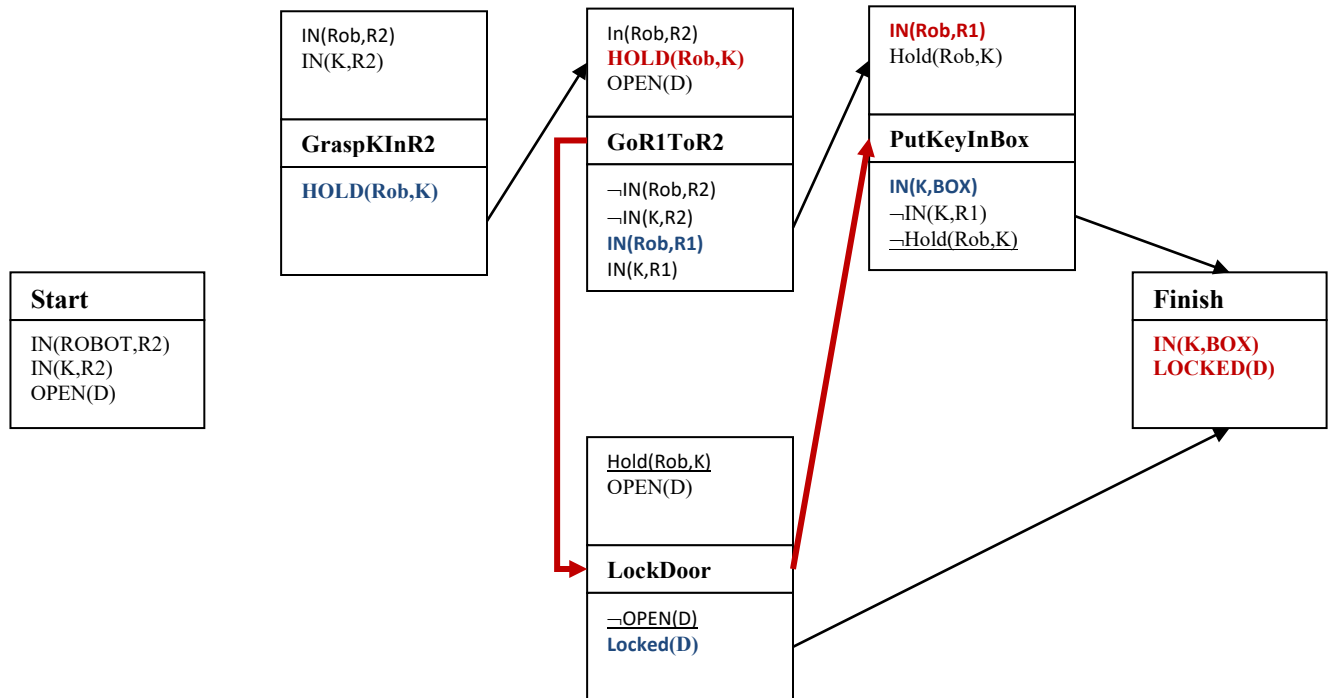 IN(Rob,R2)
IN(K,R2)
GraspKInR2
HOLD(Rob,K)
In(Rob,R2)
HOLD(Rob,K)
OPEN(D)
GoR1ToR2
¬IN(Rob,R2)
¬IN(K,R2)
IN(Rob,R1)
IN(K,R1)
IN(Rob,R1)
Hold(Rob,K)
PutKeyInBox
IN(K,BOX)
¬IN(K,R1)
¬Hold(Rob,K)
Start
IN(ROBOT,R2)
IN(K,R2)
OPEN(D)
Finish
IN(K,BOX)
LOCKED(D)
Hold(Rob,K)
OPEN(D)
LockDoor
¬OPEN(D)
Locked(D)